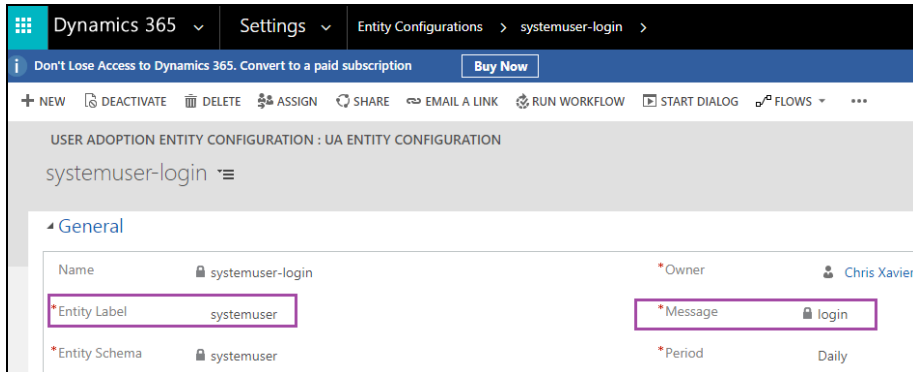 Dynamics 365 Settings Entity Configurations > systemuser-login >
Don't Lose Access to Dynamics 365. Convert to a paid subscription Buy Now
NEW DEACTIVATE DELETE ASSIGN SHARE EMAIL A LINK RUN WORKFLOW START DIALOG FLOWS ...
USER ADOPTION ENTITY CONFIGURATION : UA ENTITY CONFIGURATION
systemuser-login
General
Name systemuser-login *Owner Chris Xavier
*Entity Label systemuser *Message login
*Entity Schema systemuser *Period Daily